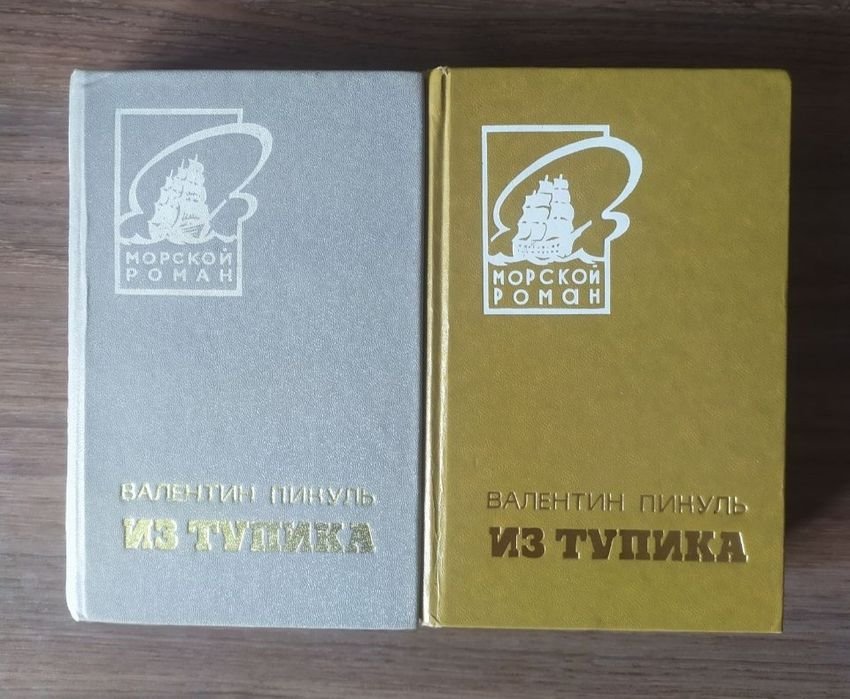 МОРСКОЙ
РОМАН
ВАЛЕНТИН ПИКУЛЬ
ИЗ ТУПИКА
МОРСКОЙ
РОМАН
ВАЛЕНТИН ПИКУЛЬ
ИЗ ТУПИКА